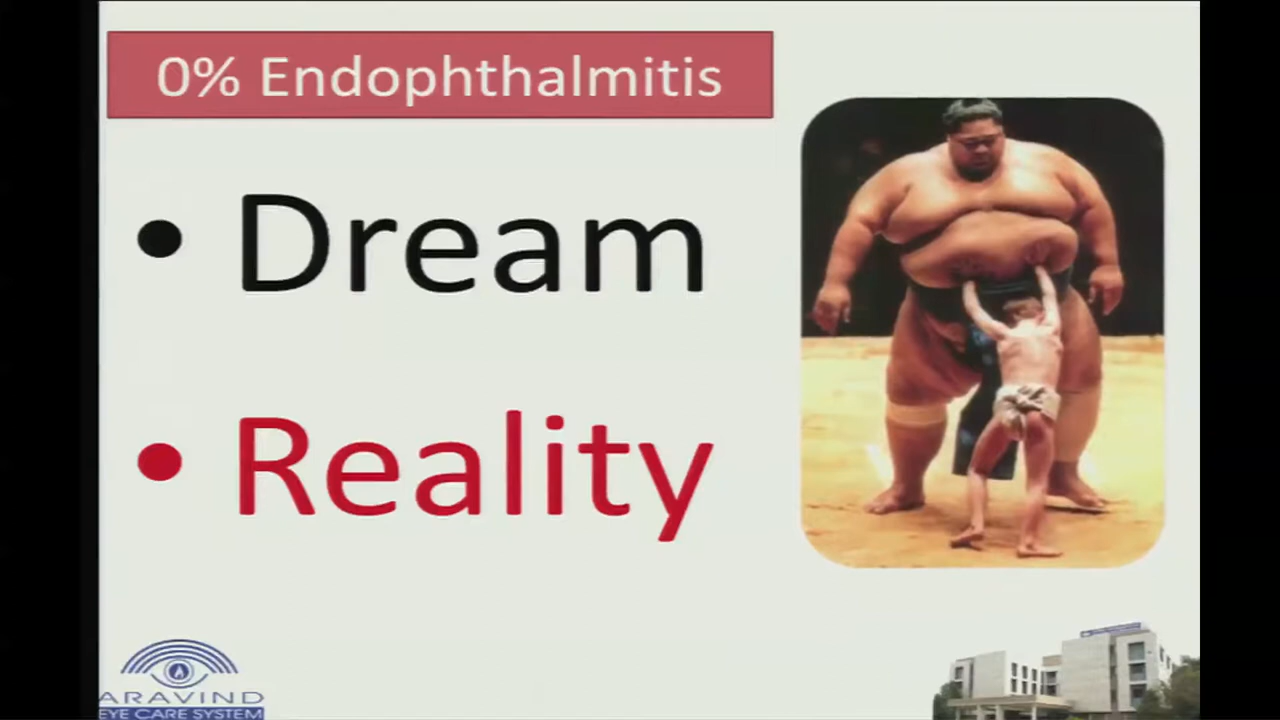 0% Endophthalmitis
• Dream
• Reality
ARAVIND
EYE CARE SYSTEM